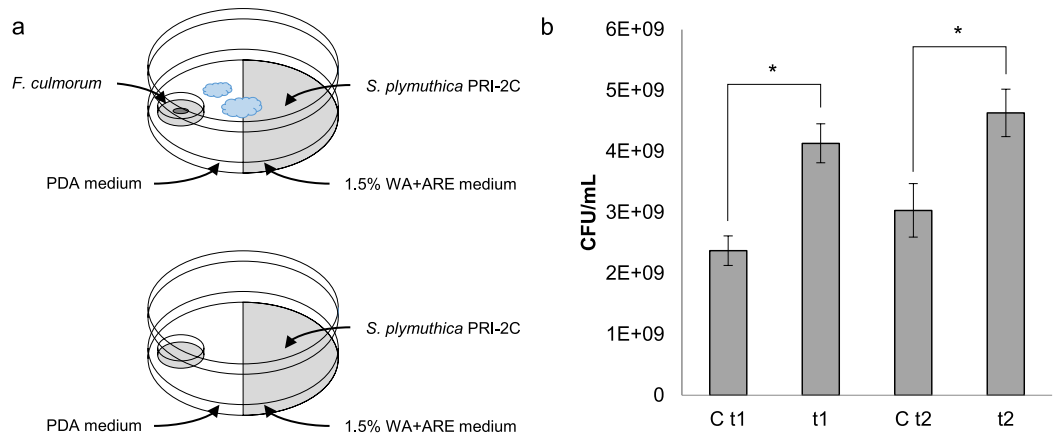 a
F. culmorum
S. plymuthica PRI-2C
PDA medium
1.5% WA+ARE medium
S. plymuthica PRI-2C
PDA medium
1.5% WA+ARE medium
b
CFU/mL
6E+09
5E+09
4E+09
3E+09
2E+09
1E+09
0
*
*
C t1
t1
C t2
t2